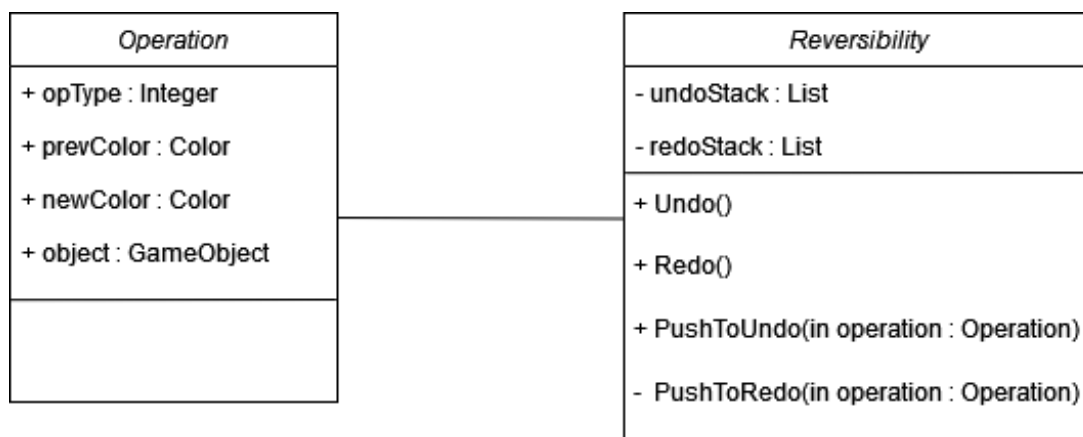 Operation
+ opType : Integer
+ prevColor : Color
+ newColor : Color
+ object : GameObject
Reversibility
- undoStack : List
- redoStack : List
+ Undo()
+ Redo()
+ PushToUndo(in operation : Operation)
- PushToRedo(in operation : Operation)